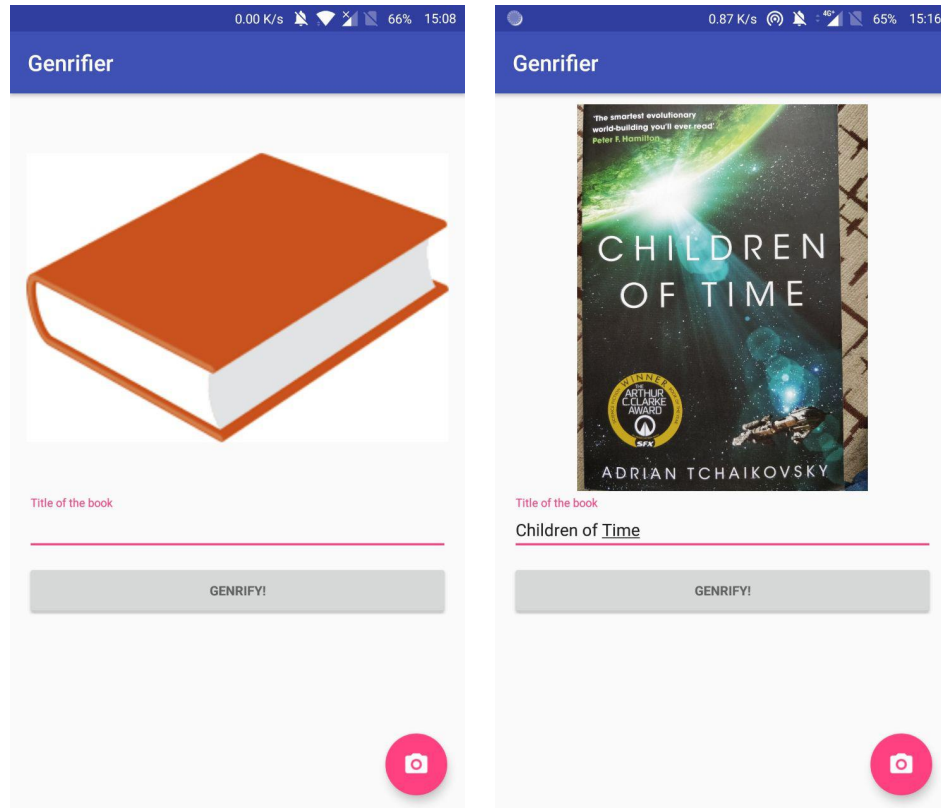 0.00 K/s 66% 15:08
Genrifier
Title of the book
GENRIFY!
0.87 K/s 4G+ 65% 15:16
Genrifier
'The smartest evolutionary
world-building you'll ever read'
Peter F. Hamilton
CHILDREN
OF TIME
WINNER
THE
ARTHUR
C.CLARKE
AWARD
SFX
ADRIAN TCHAIKOVSKY
Title of the book
Children of Time
GENRIFY!